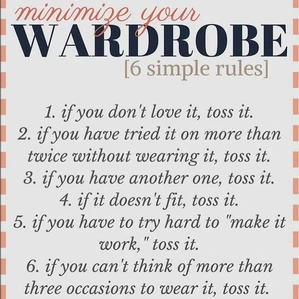 minimize your
WARDROBE
[6 simple rules]
1. if you don't love it, toss it.
2. if you have tried it on more than
twice without wearing it, toss it.
3. if you have another one, toss it.
4. if it doesn't fit, toss it.
5. if you have to try hard to "make it
work," toss it.
6. if you can't think of more than
three occasions to wear it, toss it.